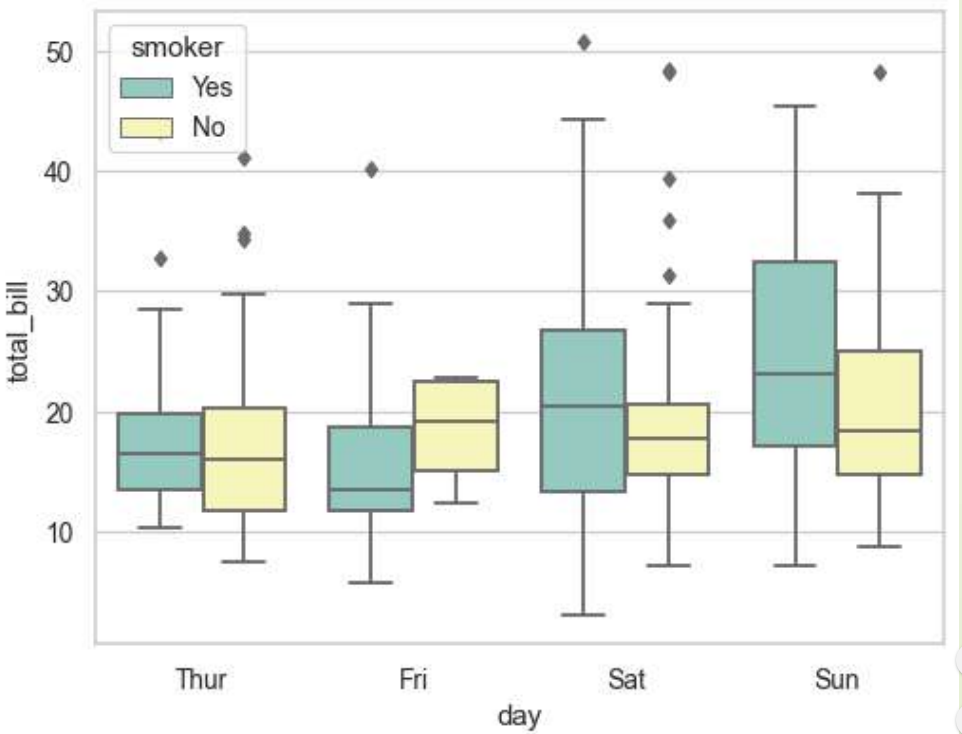 smoker
Yes
No
50
40
30
20
10
total_bill
Thur Fri Sat Sun
day